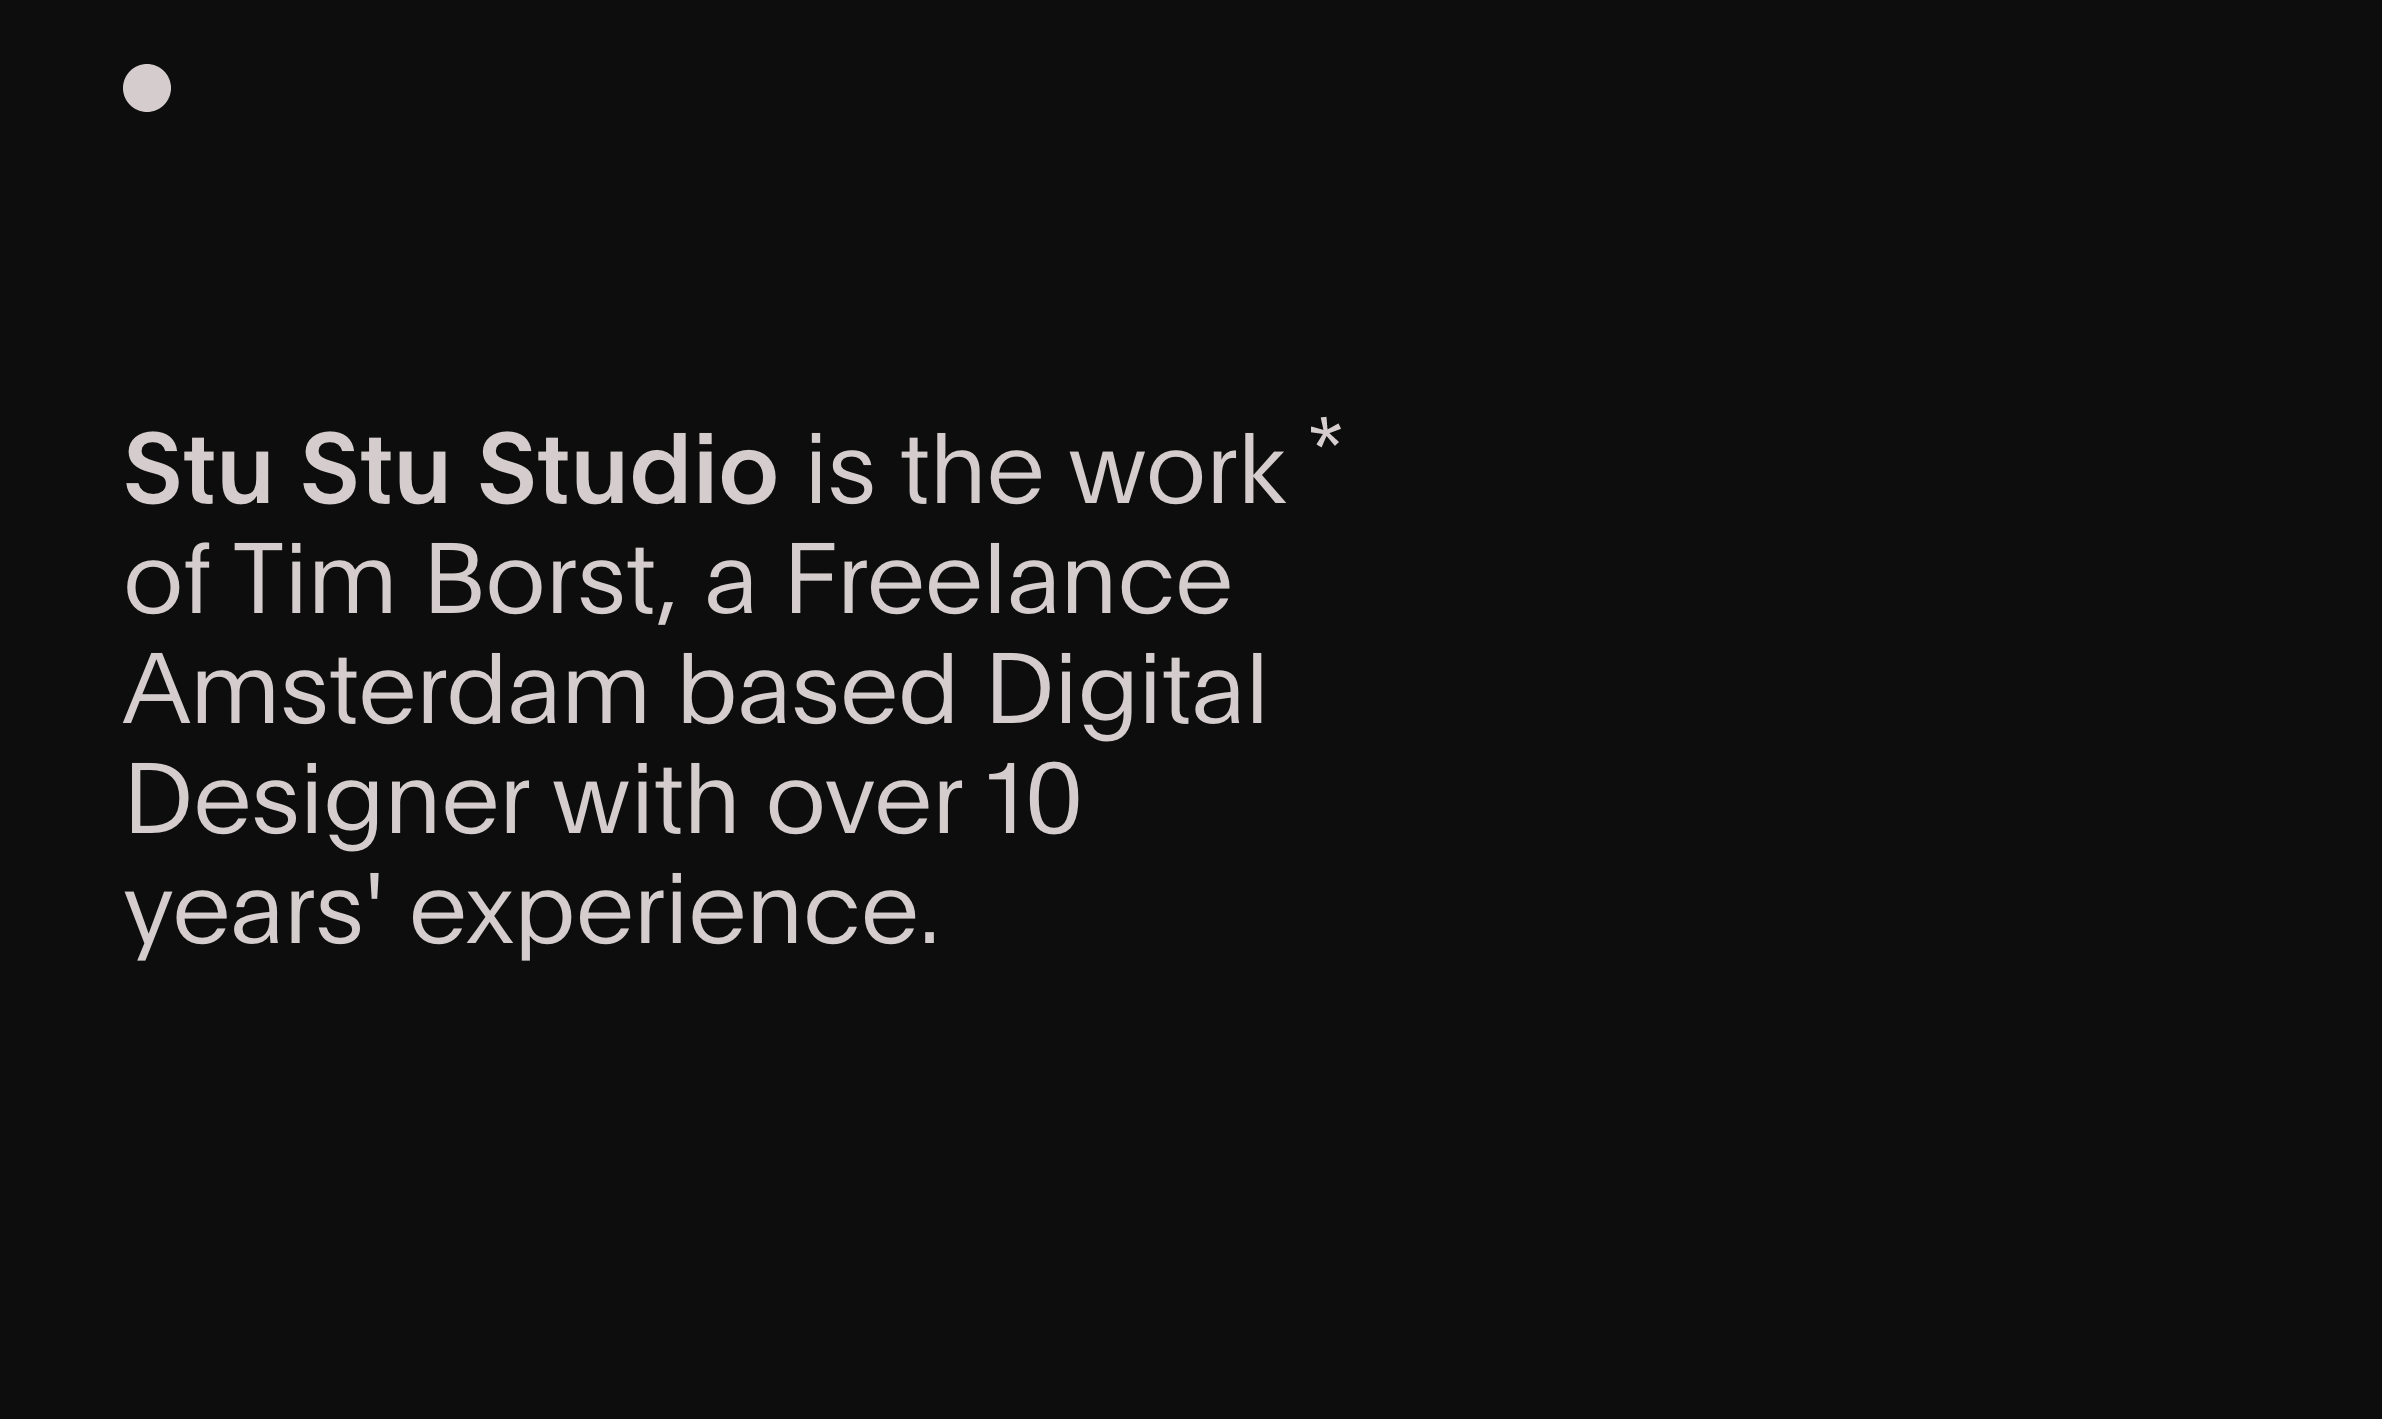 Stu Stu Studio is the work *
of Tim Borst, a Freelance
Amsterdam based Digital
Designer with over 10
years' experience.